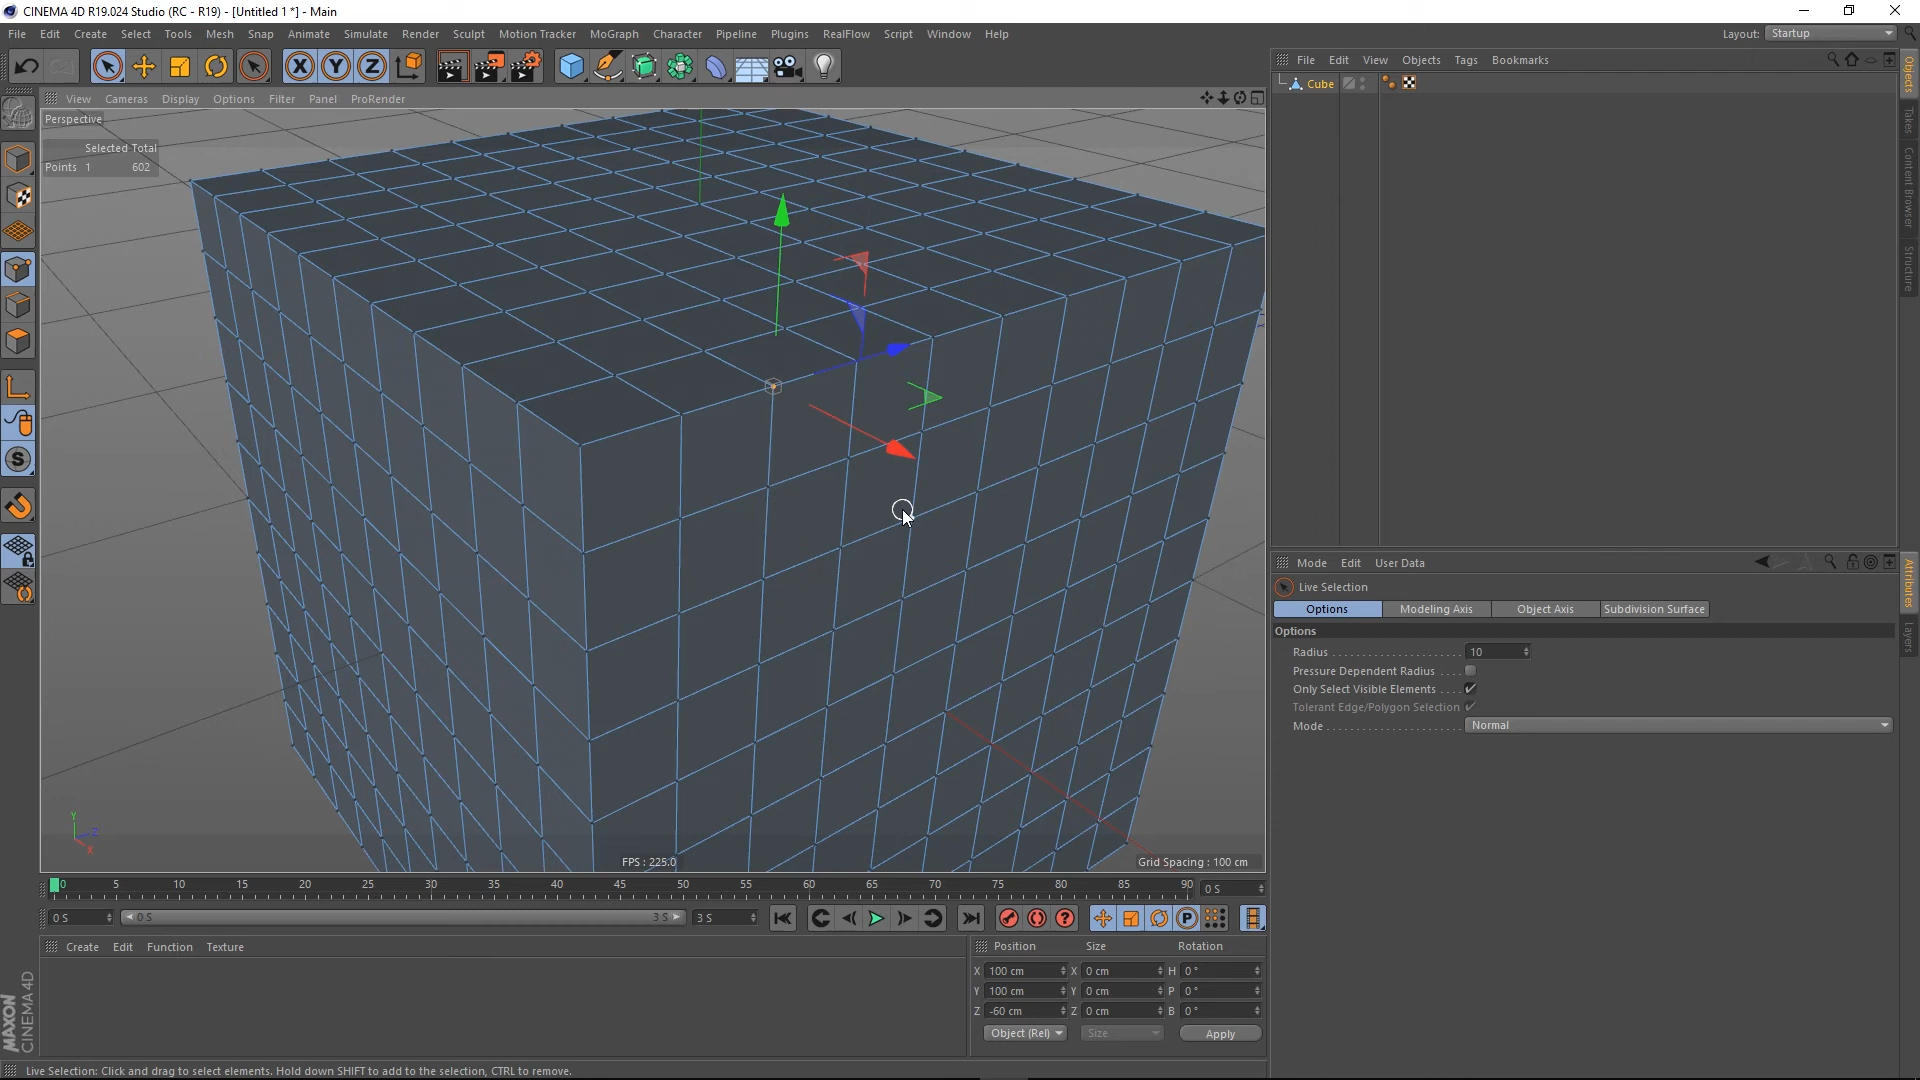 CINEMA 4D R19.024 Studio (RC - R19) - [Untitled 1 *] - Main
File Edit Create Select Tools Mesh Snap Animate Simulate Render Sculpt Motion Tracker MoGraph Character Pipeline Plugins RealFlow Script Window Help Layout: Startup
X Y Z
File Edit View Objects Tags Bookmarks
View Cameras Display Options Filter Panel ProRender
Cube
Perspective
Selected Total
Points 1 602
Objects
Takes
Content Browser
Structure
S
Mode Edit User Data
Live Selection
Options Modeling Axis Object Axis Subdivision Surface
Options
Radius 10
Pressure Dependent Radius
Only Select Visible Elements
Tolerant Edge/Polygon Selection
Mode Normal
Attributes
Layers
Y
Z
X
FPS : 225.0
Grid Spacing : 100 cm
0 5 10 15 20 25 30 35 40 45 50 55 60 65 70 75 80 85 90 0 S
0 S 0 S 3 S 3 S ? P
Create Edit Function Texture
Position Size Rotation
X 100 cm X 0 cm H 0 °
Y 100 cm Y 0 cm P 0 °
Z -60 cm Z 0 cm B 0 °
Object (Rel) Size Apply
MAXON
CINEMA 4D
Live Selection: Click and drag to select elements. Hold down SHIFT to add to the selection, CTRL to remove.